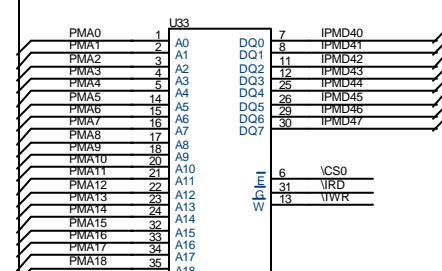 U33
PMA0 1 A0 DQ0 7 IPMD40
PMA1 2 A1 DQ1 8 IPMD41
PMA2 3 A2 DQ2 11 IPMD42
PMA3 4 A3 DQ3 12 IPMD43
PMA4 5 A4 DQ4 25 IPMD44
PMA5 14 A5 DQ5 26 IPMD45
PMA6 15 A6 DQ6 29 IPMD46
PMA7 16 A7 DQ7 30 IPMD47
PMA8 17 A8
PMA9 18 A9
PMA10 20 A10
PMA11 21 A11 E 6 \CS0
PMA12 22 A12 G 31 \IRD
PMA13 23 A13 W 13 \IWR
PMA14 24 A14
PMA15 32 A15
PMA16 33 A16
PMA17 34 A17
PMA18 35 A18